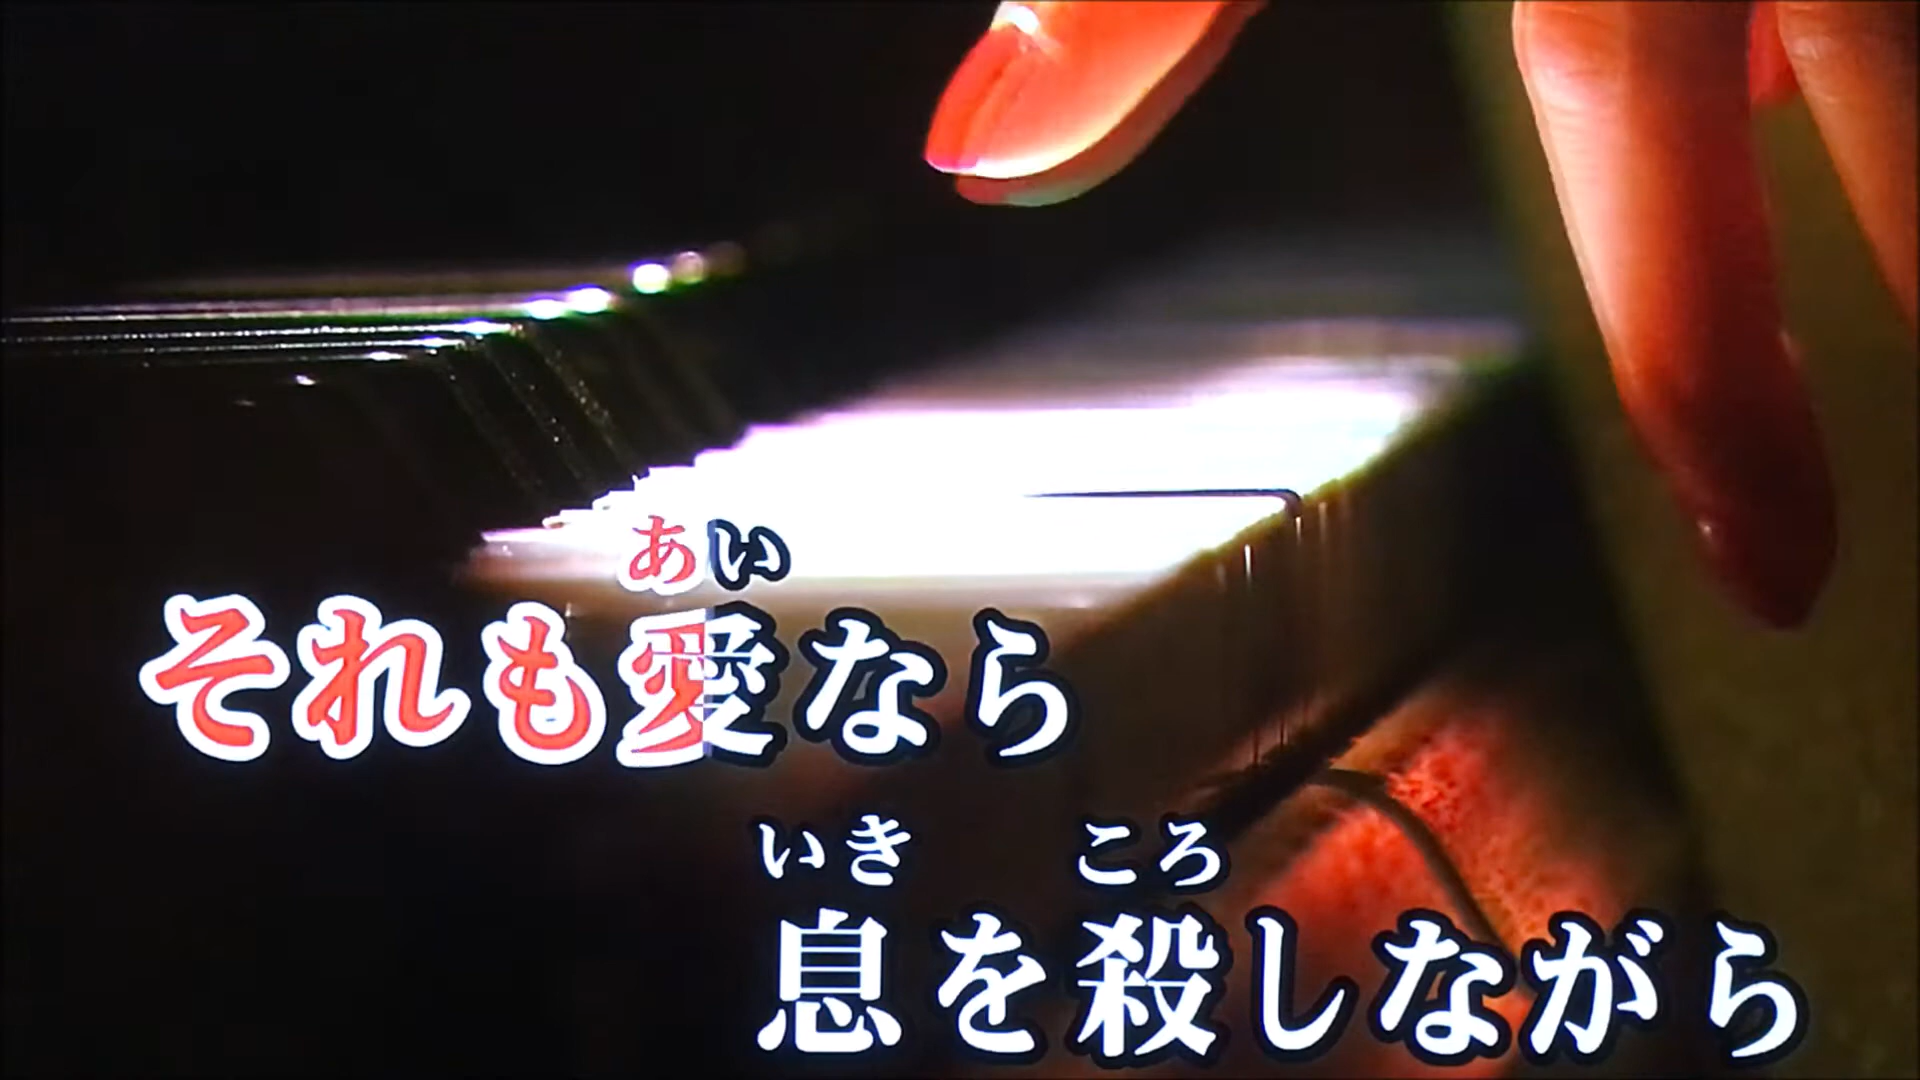 あい
それも愛なら
いき ころ
息を殺しながら